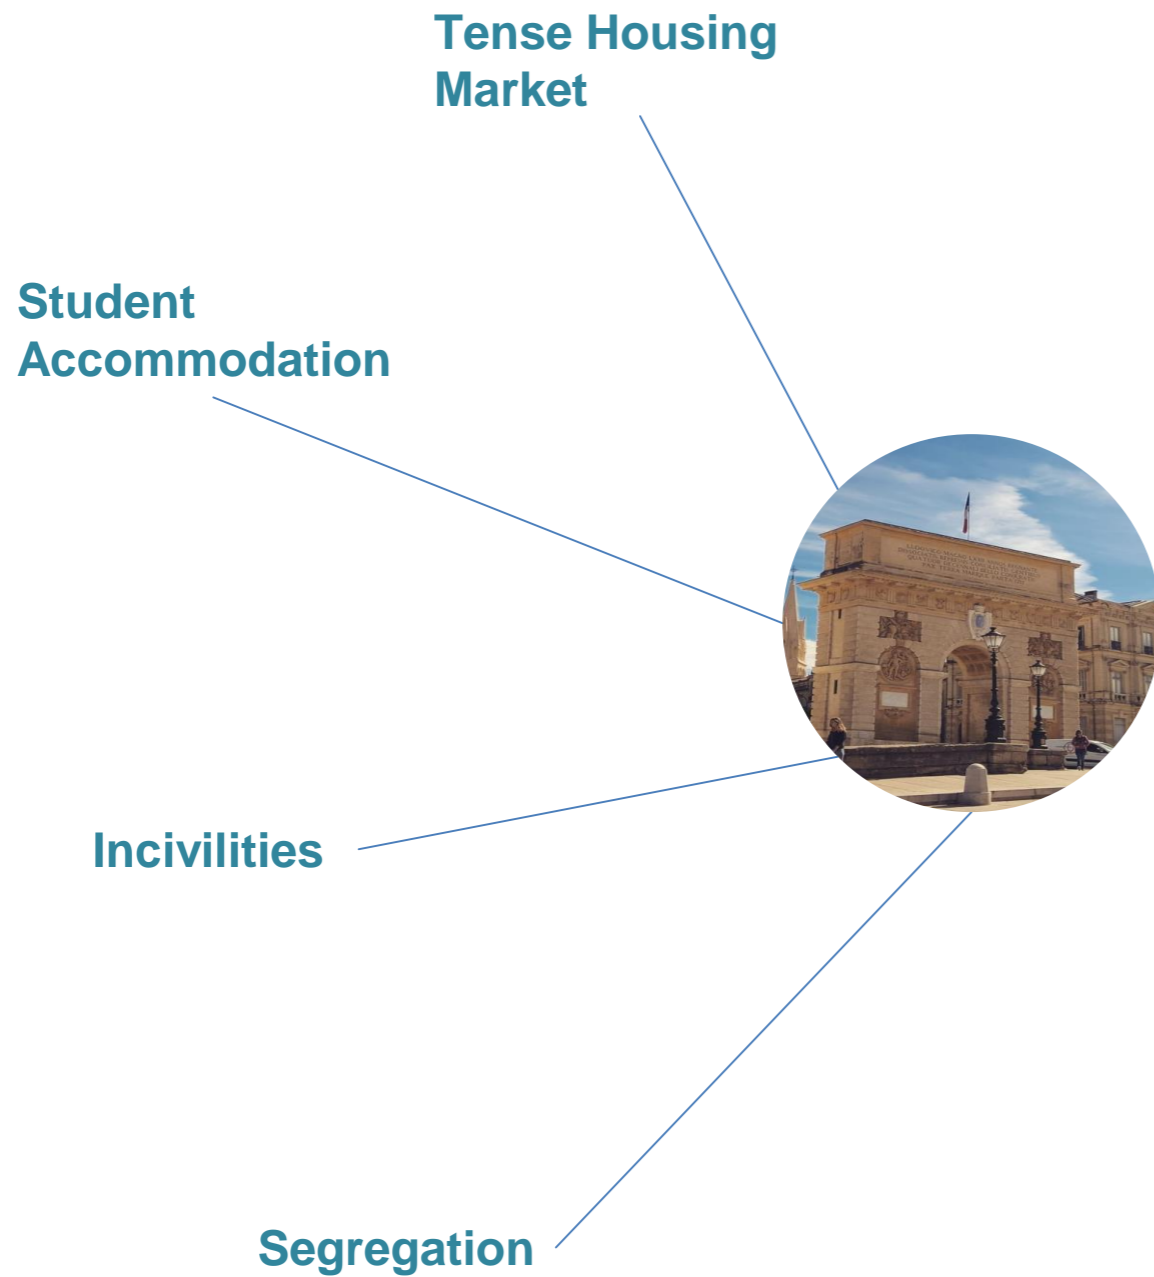 Tense Housing
Market
Student
Accommodation
Incivilities
Segregation